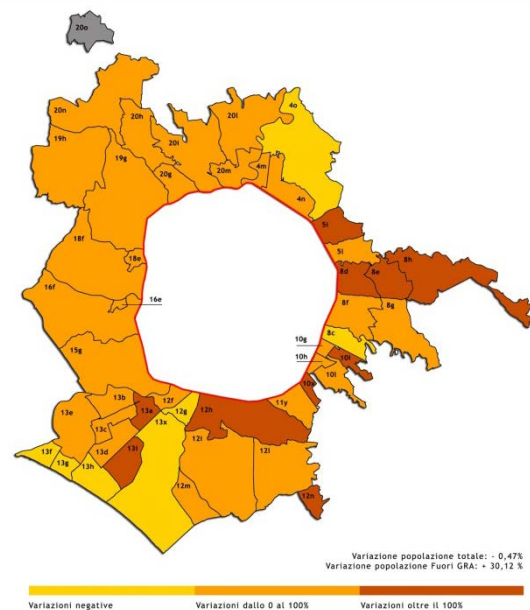 20o
20n
20h
20l
4o
19h
19g
20i
20g
20m
4m
4n
5i
5l
18f
18e
8d
8e
8h
16f
16e
8f
8g
8c
10g
10h
10i
10l
15g
13b
12f
13a
12g
12h
11y
13e
13c
13x
13d
13f
13g
13h
13i
12i
12l
12m
12n
Variazione popolazione totale: - 0,47%
Variazione popolazione Fuori GRA: + 30,12 %
Variazioni negative
Variazioni dallo 0 al 100%
Variazioni oltre il 100%